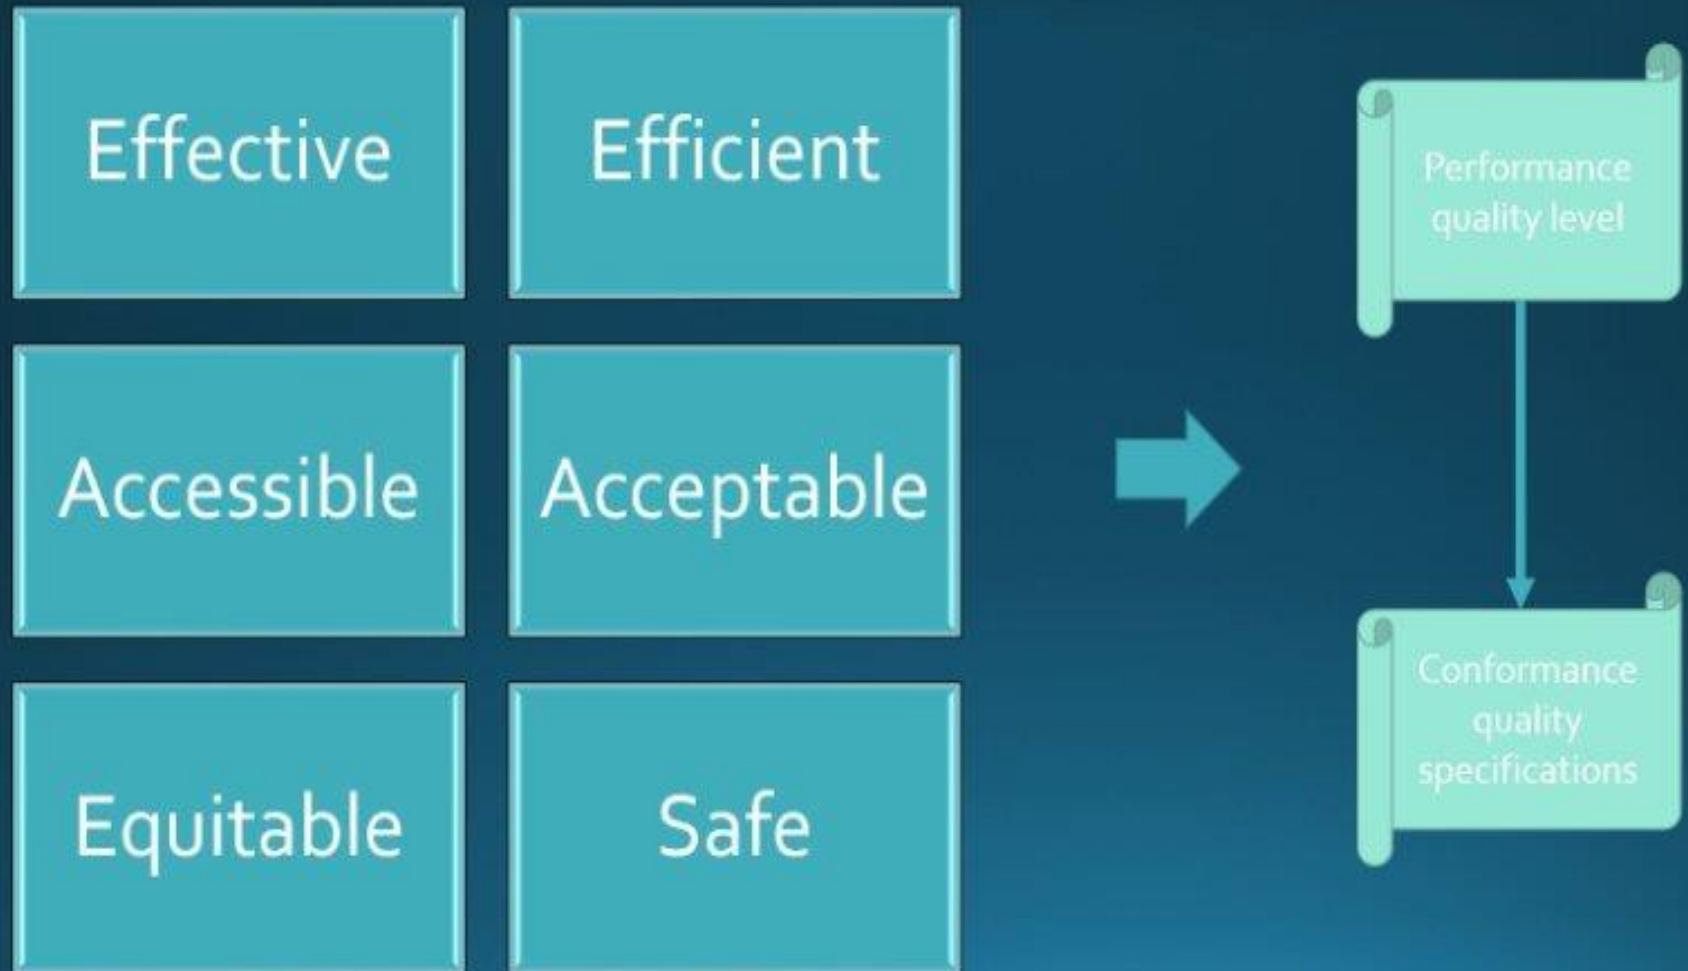 Effective
Efficient
Accessible
Acceptable
Equitable
Safe
Performance
quality level
Conformance
quality
specifications